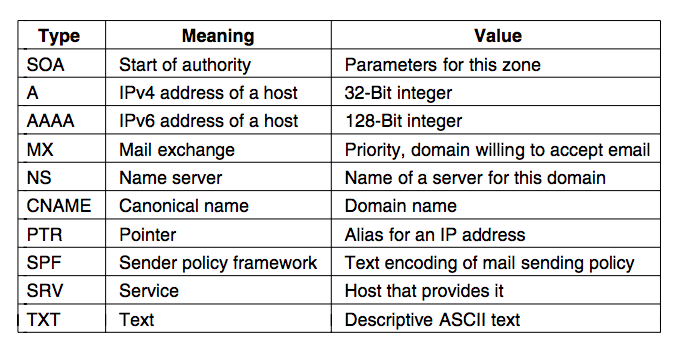 Type Meaning Value
SOA Start of authority Parameters for this zone
A IPv4 address of a host 32-Bit integer
AAAA IPv6 address of a host 128-Bit integer
MX Mail exchange Priority, domain willing to accept email
NS Name server Name of a server for this domain
CNAME Canonical name Domain name
PTR Pointer Alias for an IP address
SPF Sender policy framework Text encoding of mail sending policy
SRV Service Host that provides it
TXT Text Descriptive ASCII text